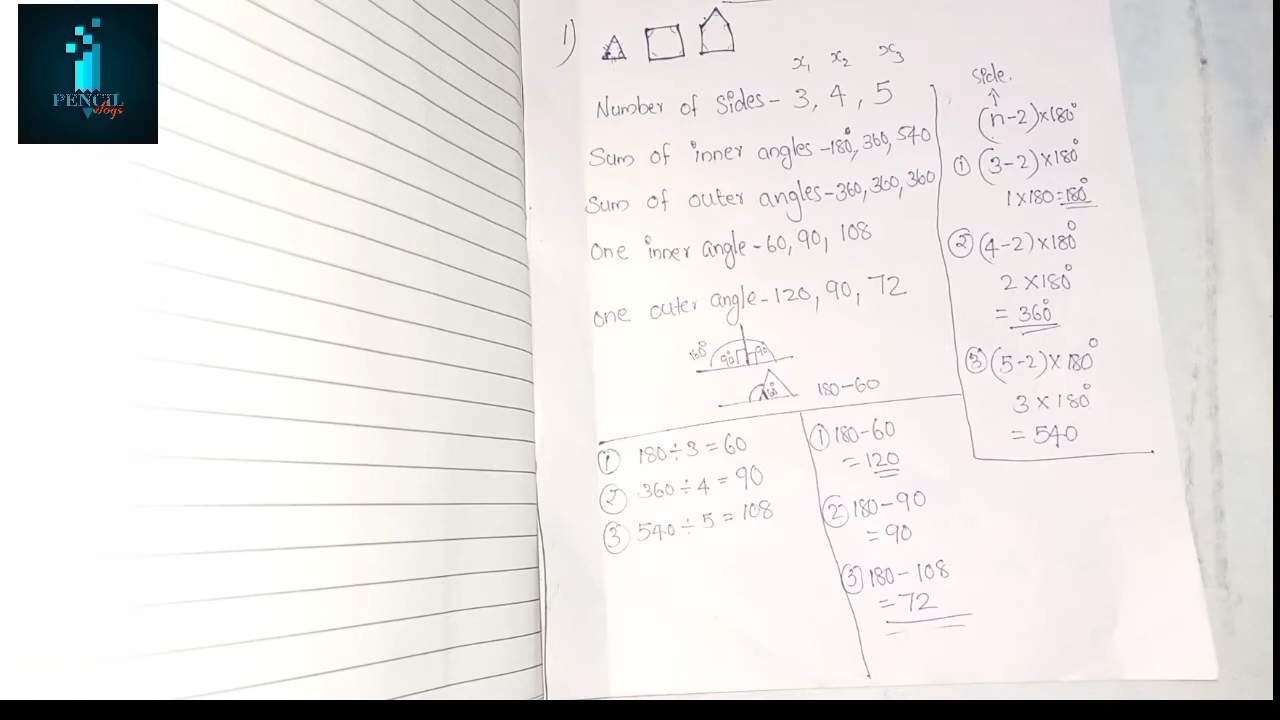 PENCIL
vlogs
1)
x1 x2 x3
Number of sides - 3, 4, 5
Sum of inner angles - 180°, 360, 540
Sum of outer angles - 360, 360, 360
One inner angle - 60, 90, 108
One outer angle - 120, 90, 72
180° 90° 90°
60° 180-60
① 180÷3 = 60
② 360÷4 = 90
③ 540÷5 = 108
① 180-60
= 120
② 180-90
= 90
③ 180-108
= 72
side.
(n-2)×180°
① (3-2)×180°
1×180=180°
② (4-2)×180°
2×180°
= 360°
③ (5-2)×180°
3×180°
= 540